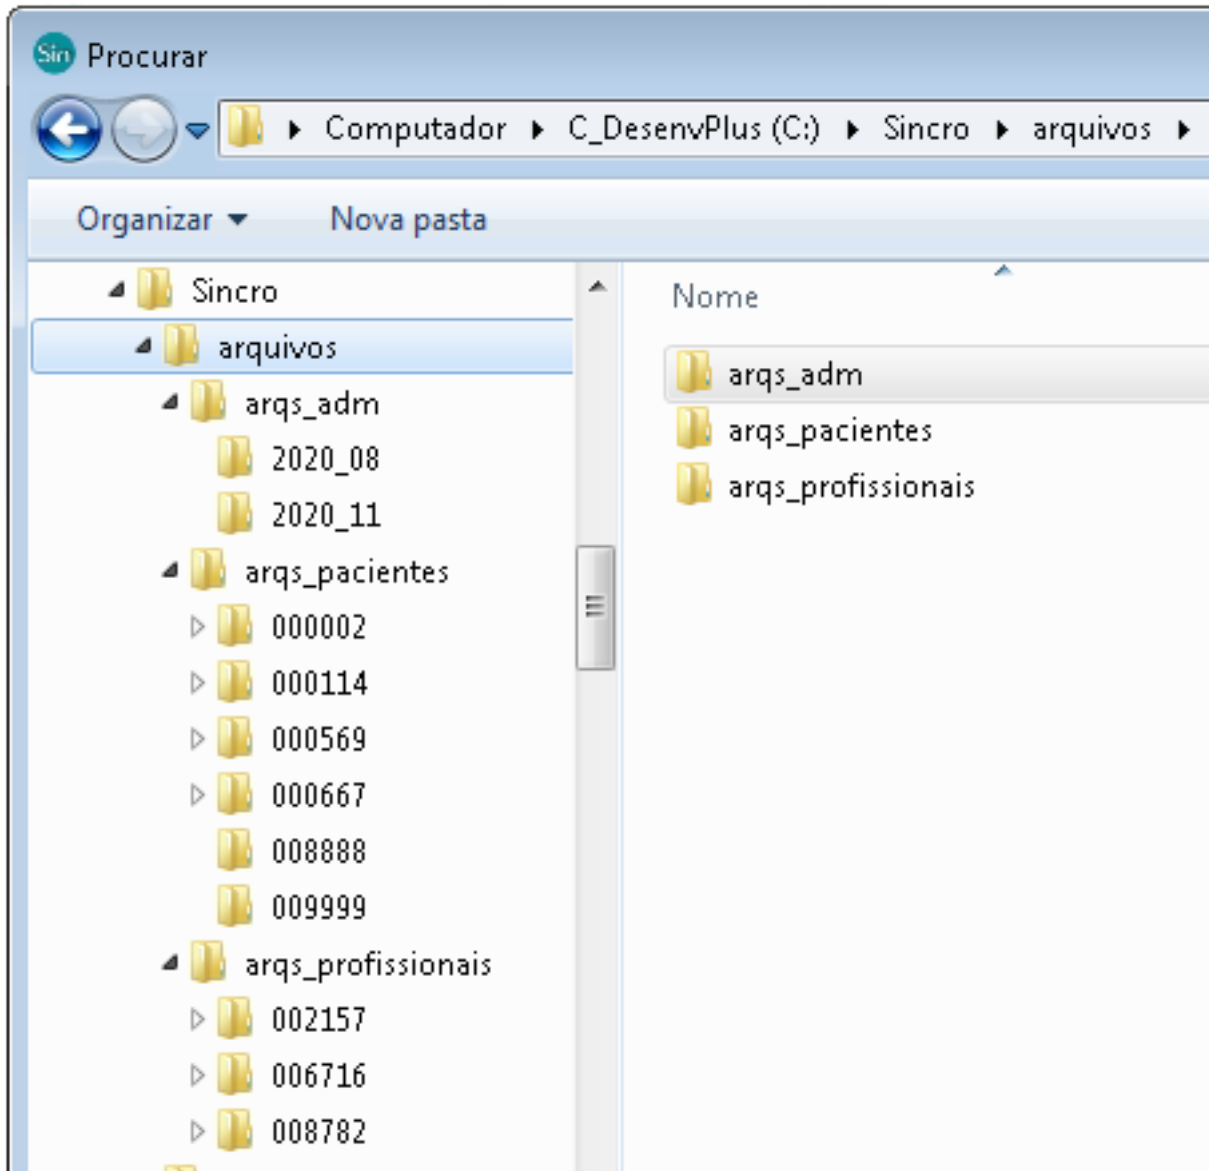 Sin Procurar
Computador C_DesenvPlus (C:) Sincro arquivos
Organizar Nova pasta
Sincro
arquivos
arqs_adm
2020_08
2020_11
arqs_pacientes
000002
000114
000569
000667
008888
009999
arqs_profissionais
002157
006716
008782
Nome
arqs_adm
arqs_pacientes
arqs_profissionais